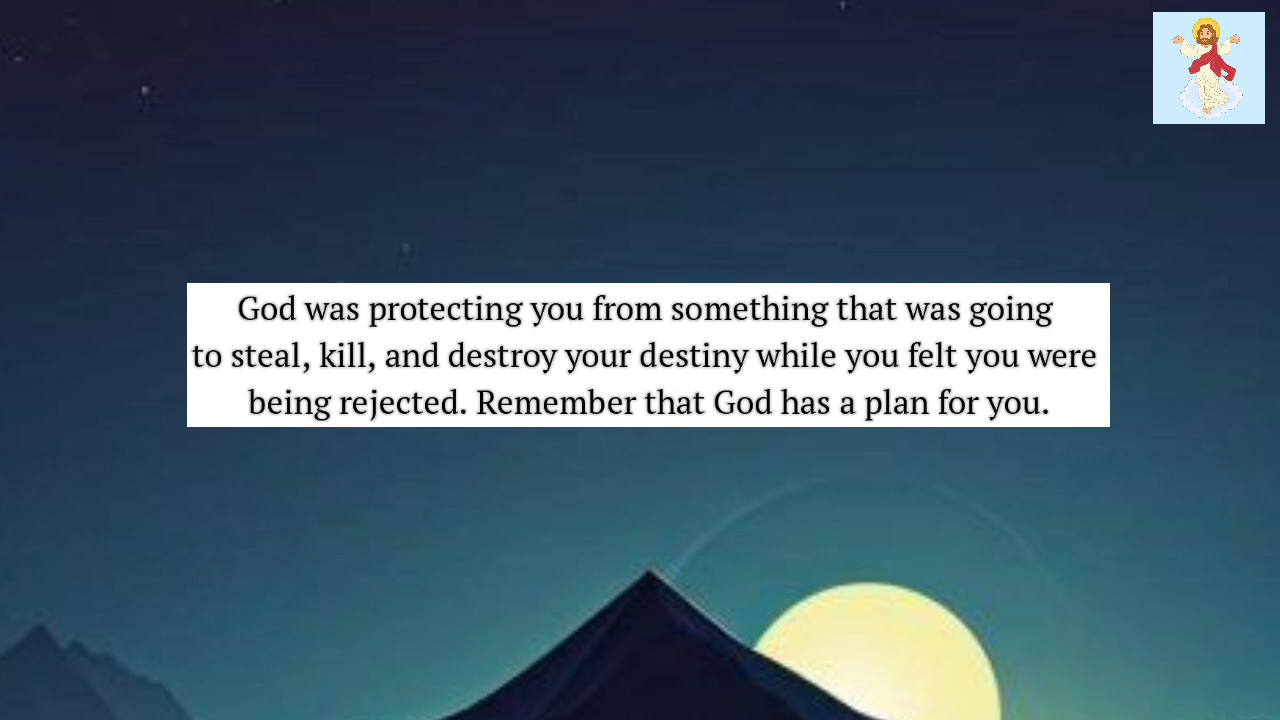 God was protecting you from something that was going
to steal, kill, and destroy your destiny while you felt you were
being rejected. Remember that God has a plan for you.